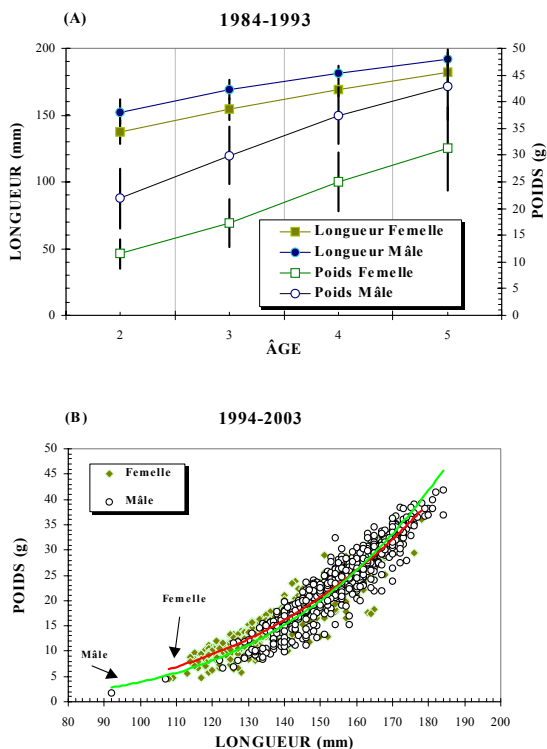 (A) 1984-1993
200
150
100
50
0
LONGUEUR (mm)
50
45
40
35
30
25
20
15
10
5
0
POIDS (g)
Longueur Femelle
Longueur Mâle
Poids Femelle
Poids Mâle
2 3 4 5
ÂGE
(B) 1994-2003
50
45
40
35
30
25
20
15
10
5
0
POIDS (g)
Femelle
Mâle
Femelle
Mâle
80 90 100 110 120 130 140 150 160 170 180 190 200
LONGUEUR (mm)